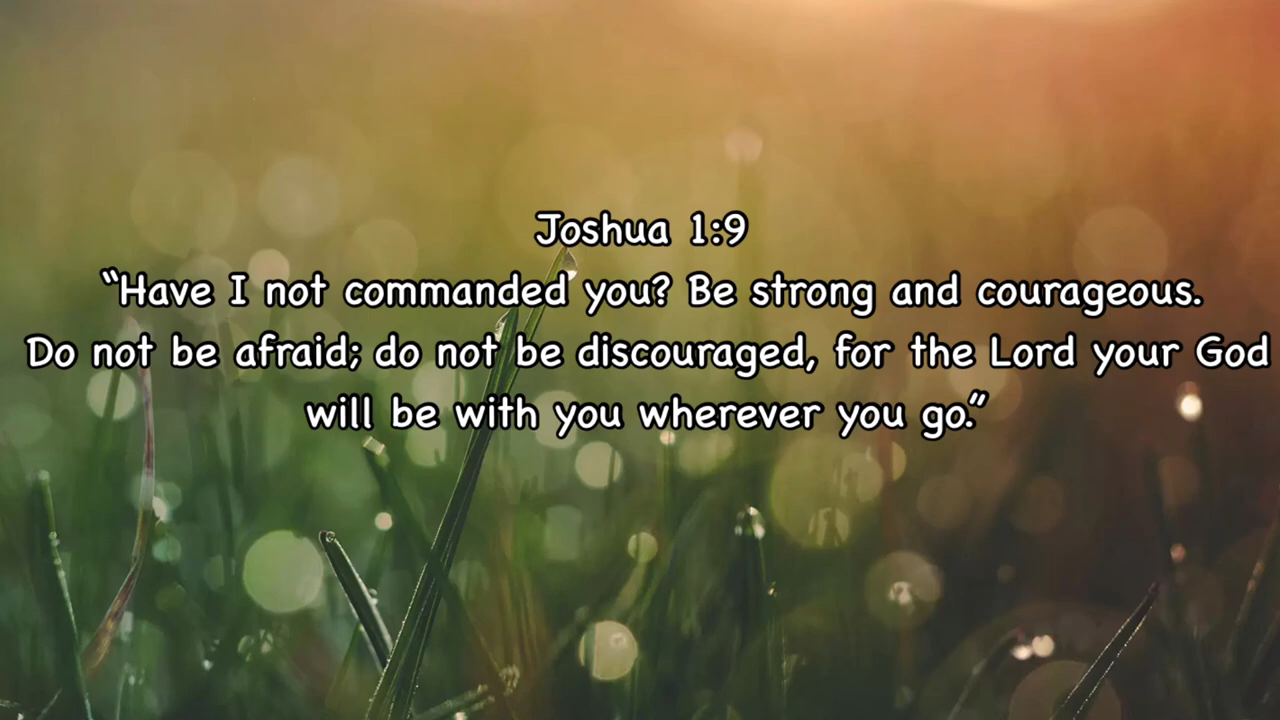 Joshua 1:9
“Have I not commanded you? Be strong and courageous.
Do not be afraid; do not be discouraged, for the Lord your God
will be with you wherever you go.”